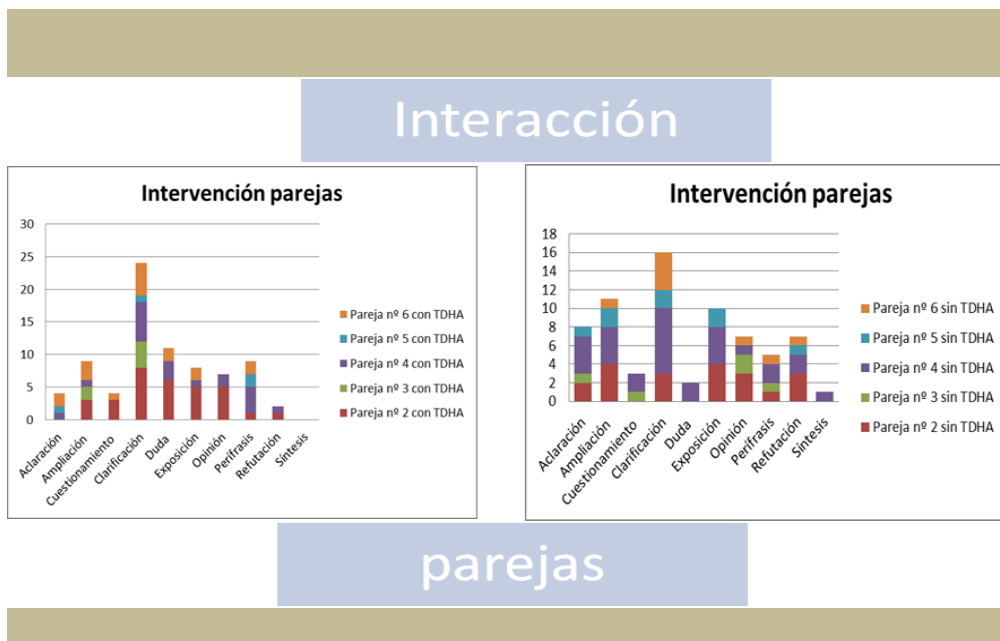 Interacción
Intervención parejas
30
25
20
15
10
5
0
Aclaración
Ampliación
Cuestionamiento
Clarificación
Duda
Exposición
Opinión
Perífrasis
Refutación
Síntesis
Pareja nº 6 con TDHA
Pareja nº 5 con TDHA
Pareja nº 4 con TDHA
Pareja nº 3 con TDHA
Pareja nº 2 con TDHA
Intervención parejas
18
16
14
12
10
8
6
4
2
0
Aclaración
Ampliación
Cuestionamiento
Clarificación
Duda
Exposición
Opinión
Perífrasis
Refutación
Síntesis
Pareja nº 6 sin TDHA
Pareja nº 5 sin TDHA
Pareja nº 4 sin TDHA
Pareja nº 3 sin TDHA
Pareja nº 2 sin TDHA
parejas